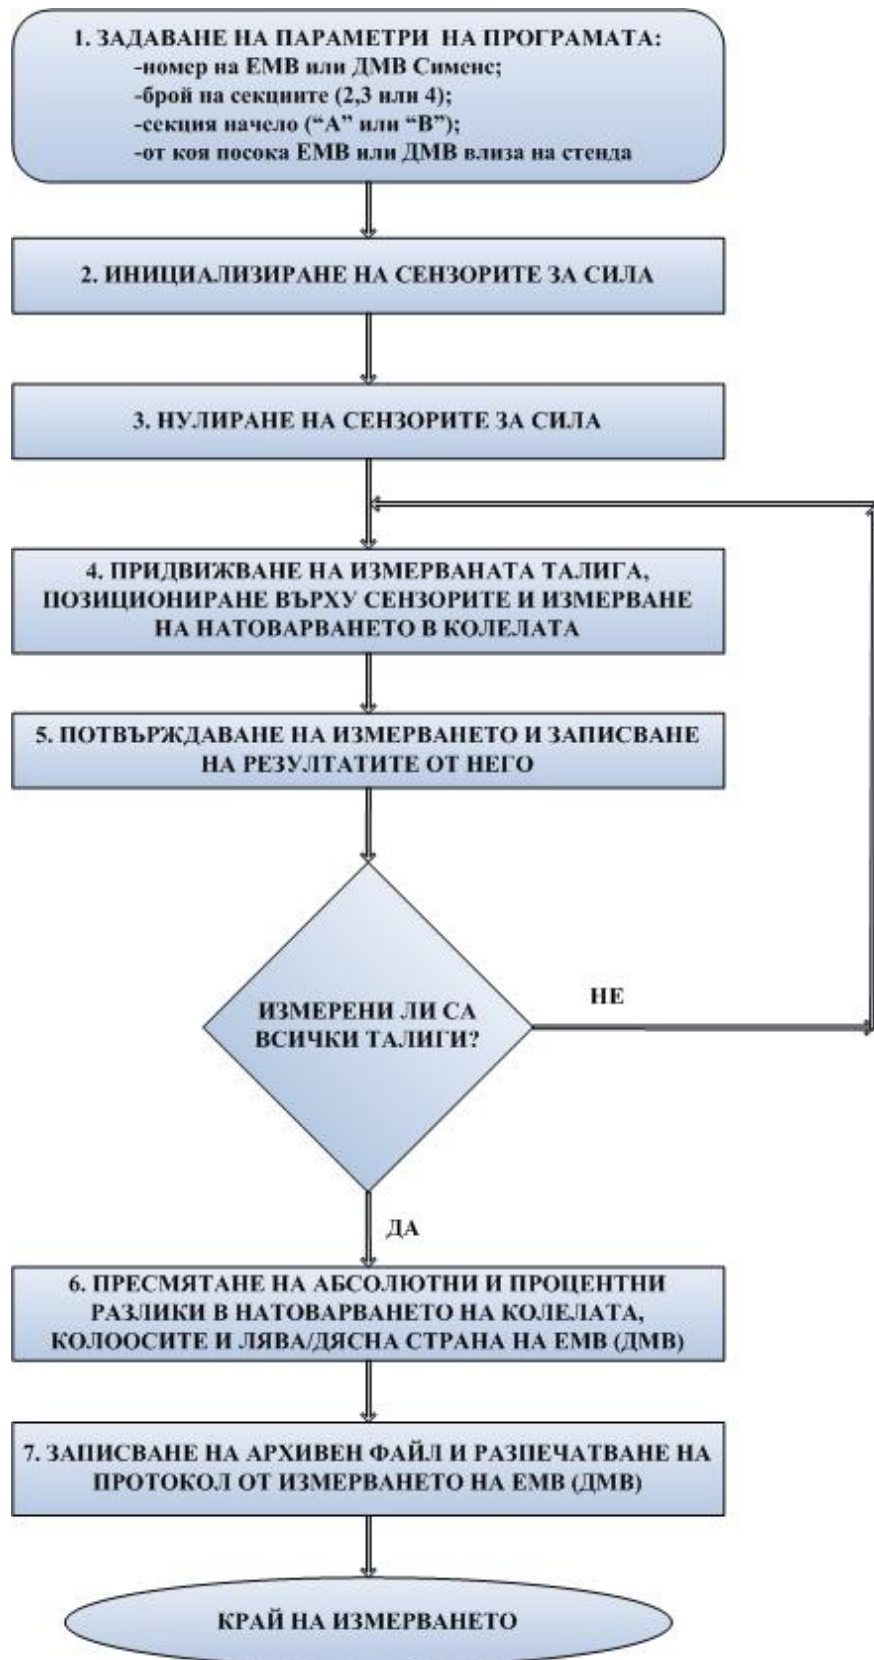 1. ЗАДАВАНЕ НА ПАРАМЕТРИ НА ПРОГРАМАТА:
-номер на ЕМВ или ДМВ Сименс;
-брой на секциите (2,3 или 4);
-секция начело ("А" или "В");
-от коя посока ЕМВ или ДМВ влиза на стенда
2. ИНИЦИАЛИЗИРАНЕ НА СЕНЗОРИТЕ ЗА СИЛА
3. НУЛИРАНЕ НА СЕНЗОРИТЕ ЗА СИЛА
4. ПРИДВИЖВАНЕ НА ИЗМЕРВАНАТА ТАЛИГА,
ПОЗИЦИОНИРАНЕ ВЪРХУ СЕНЗОРИТЕ И ИЗМЕРВАНЕ
НА НАТОВАРВАНЕТО В КОЛЕЛАТА
5. ПОТВЪРЖДАВАНЕ НА ИЗМЕРВАНЕТО И ЗАПИСВАНЕ
НА РЕЗУЛТАТИТЕ ОТ НЕГО
ИЗМЕРЕНИ ЛИ СА
ВСИЧКИ ТАЛИГИ?
НЕ
ДА
6. ПРЕСМЯТАНЕ НА АБСОЛЮТНИ И ПРОЦЕНТНИ
РАЗЛИКИ В НАТОВАРВАНЕТО НА КОЛЕЛАТА,
КОЛООСИТЕ И ЛЯВА/ДЯСНА СТРАНА НА ЕМВ (ДМВ)
7. ЗАПИСВАНЕ НА АРХИВЕН ФАЙЛ И РАЗПЕЧАТВАНЕ НА
ПРОТОКОЛ ОТ ИЗМЕРВАНЕТО НА ЕМВ (ДМВ)
КРАЙ НА ИЗМЕРВАНЕТО